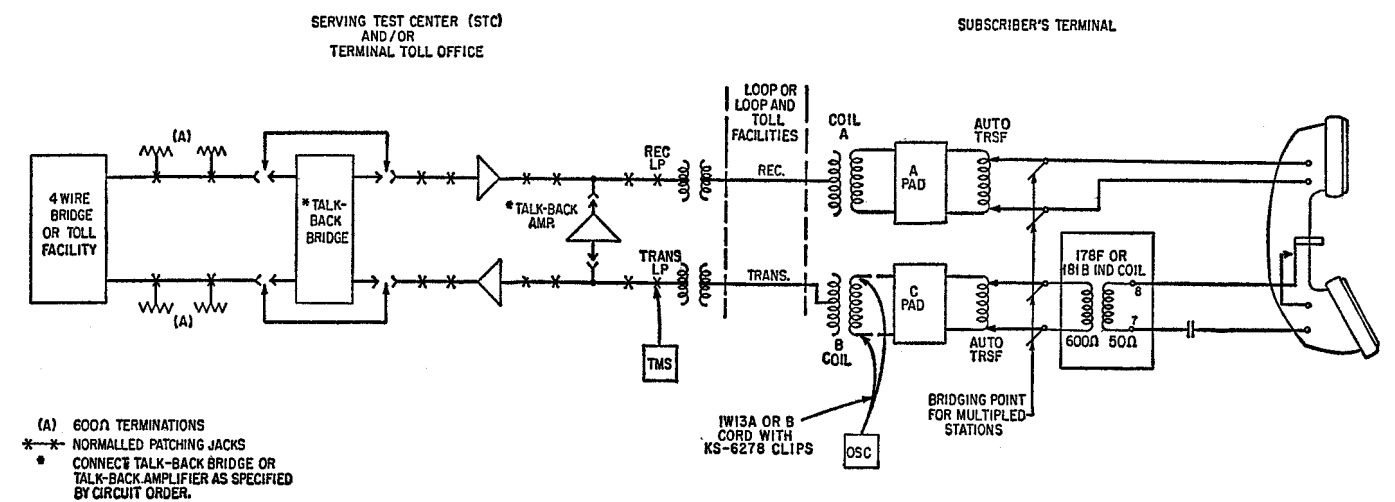 SERVING TEST CENTER (STC)
AND/OR
TERMINAL TOLL OFFICE
SUBSCRIBER'S TERMINAL
LOOP OR
LOOP AND
TOLL
FACILITIES
(A)
REC
LP
COIL
A
AUTO
TRSF
4 WIRE
BRIDGE
OR TOLL
FACILITY
* TALK-
BACK
BRIDGE
* TALK-BACK
AMP.
REC.
A
PAD
TRANS
LP
TRANS.
C
PAD
178F OR
181B IND COIL
8
7
600Ω 50Ω
(A)
B
COIL
AUTO
TRSF
TMS
BRIDGING POINT
FOR MULTIPLED
STATIONS
1W13A OR B
CORD WITH
KS-6278 CLIPS
OSC
(A) 600Ω TERMINATIONS
NORMALLED PATCHING JACKS
* CONNECT TALK-BACK BRIDGE OR
TALK-BACK AMPLIFIER AS SPECIFIED
BY CIRCUIT ORDER.